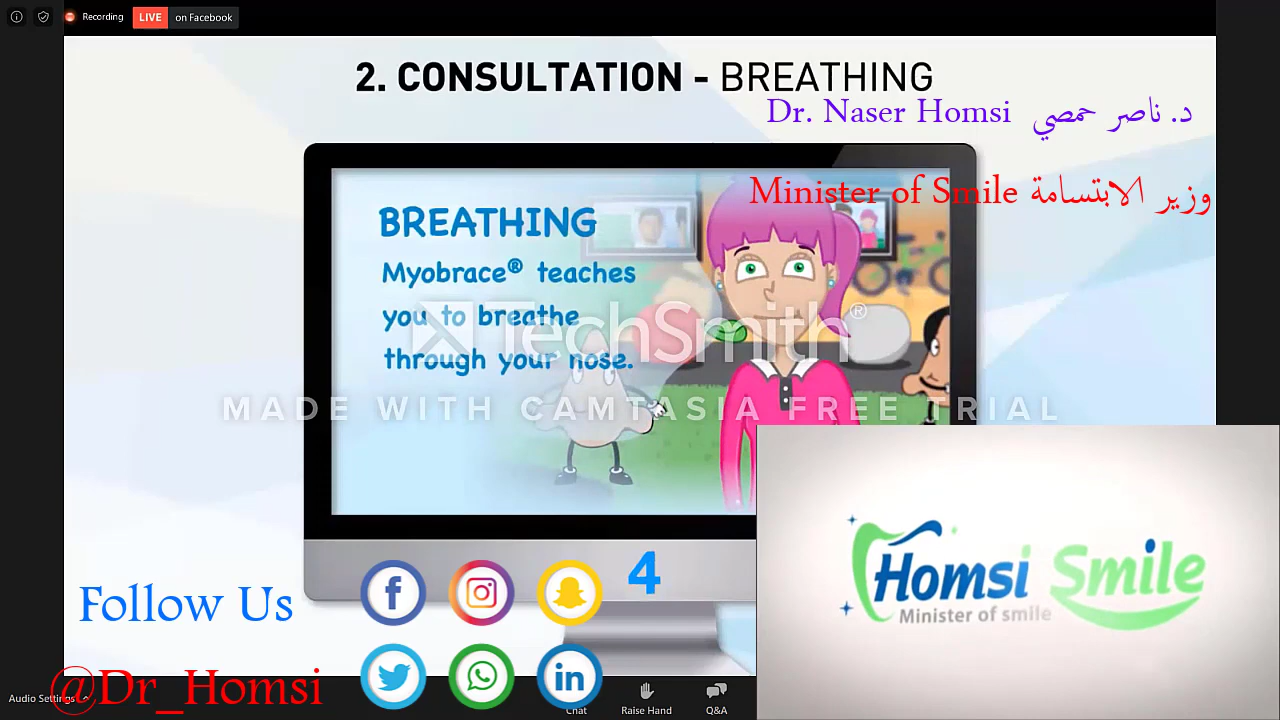 Recording
LIVE on Facebook
2. CONSULTATION - BREATHING
Dr. Naser Homsi د. ناصر حمصي
Minister of Smile وزير الابتسامة
BREATHING
Myobrace® teaches
you to breathe
through your nose.
TechSmith®
MADE WITH CAMTASIA FREE TRIAL
Homsi Smile
Minister of smile
4
Follow Us
in
@Dr_Homsi
Audio Settings
Chat
Raise Hand
Q&A